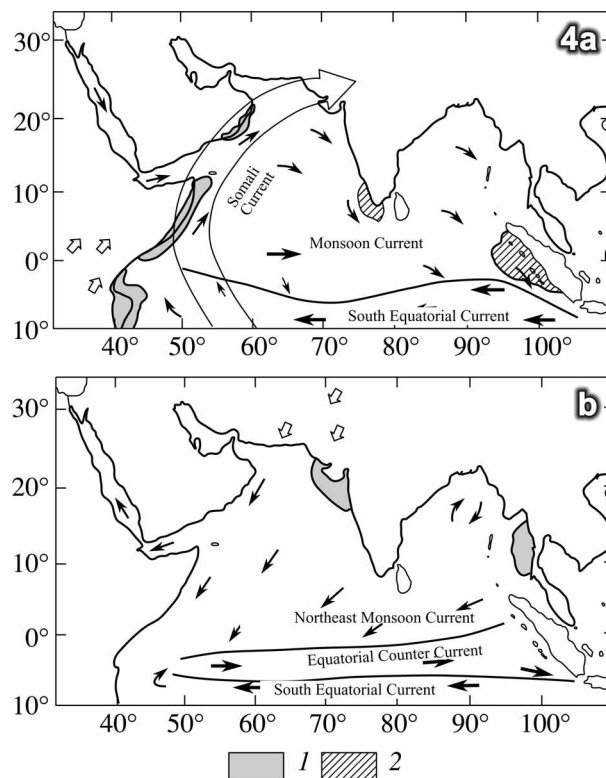 4a
30°
20°
10°
0°
10°
Somali
Current
Monsoon Current
South Equatorial Current
40° 50° 60° 70° 80° 90° 100°
b
30°
20°
10°
0°
10°
Northeast Monsoon Current
Equatorial Counter Current
South Equatorial Current
40° 50° 60° 70° 80° 90° 100°
1 2